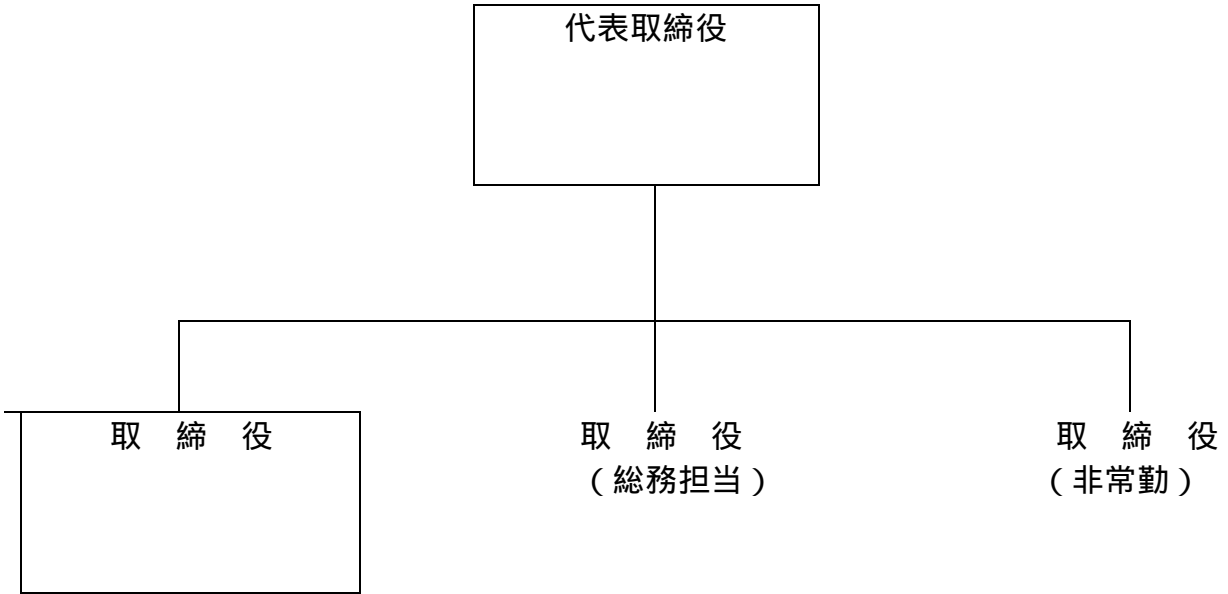 代表取締役
取　締　役
取　締　役
（総務担当）
取　締　役
（非常勤）